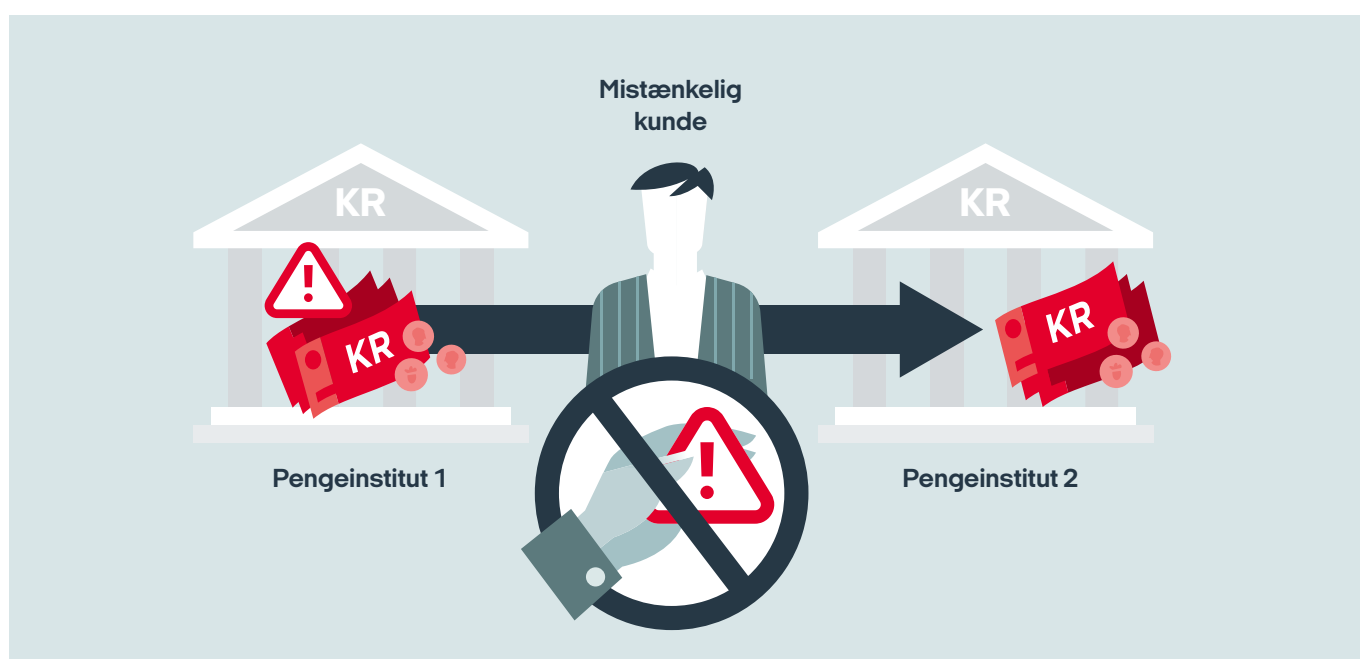 Mistænkelig
kunde
KR
KR
KR
KR
Pengeinstitut 1
Pengeinstitut 2